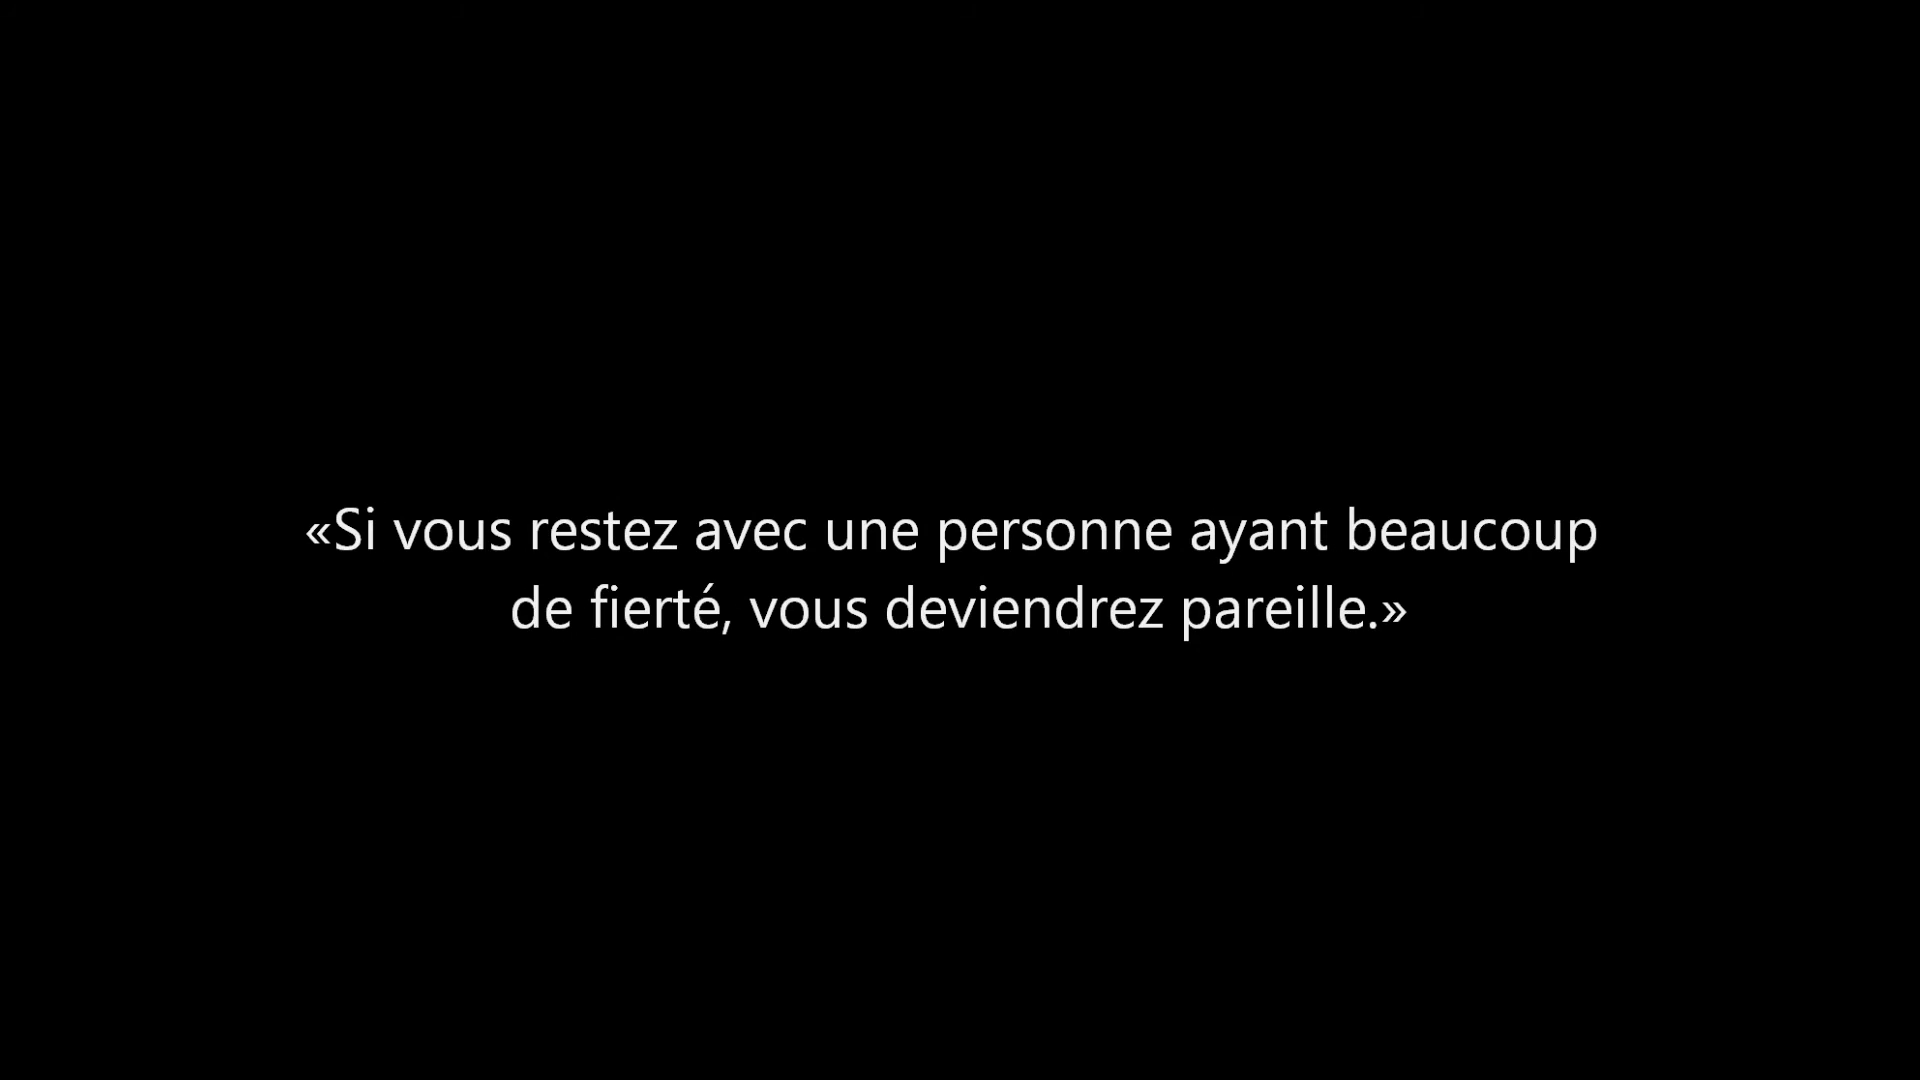 «Si vous restez avec une personne ayant beaucoup
de fierté, vous deviendrez pareille.»